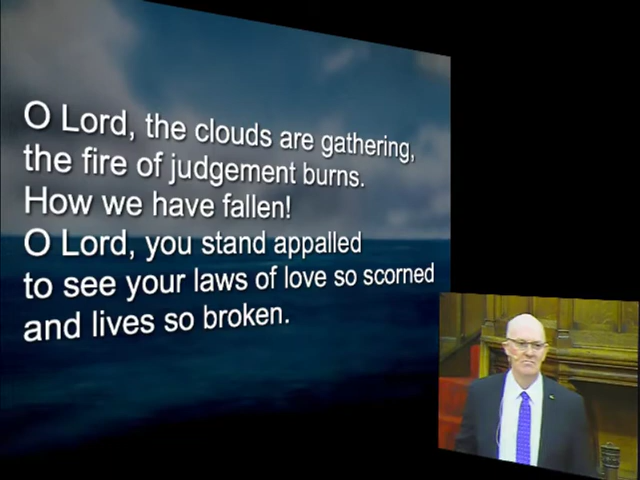 O Lord, the clouds are gathering,
the fire of judgement burns.
How we have fallen!
O Lord, you stand appalled
to see your laws of love so scorned
and lives so broken.